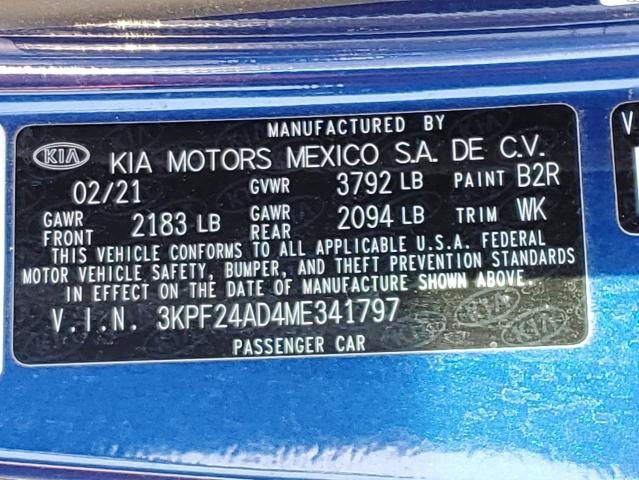 MANUFACTURED BY
KIA KIA MOTORS MEXICO S.A. DE C.V.
02/21 GVWR 3792 LB PAINT B2R
GAWR FRONT 2183 LB GAWR REAR 2094 LB TRIM WK
THIS VEHICLE CONFORMS TO ALL APPLICABLE U.S.A. FEDERAL
MOTOR VEHICLE SAFETY, BUMPER, AND THEFT PREVENTION STANDARDS
IN EFFECT ON THE DATE OF MANUFACTURE SHOWN ABOVE.
V.I.N. 3KPF24AD4ME341797
PASSENGER CAR